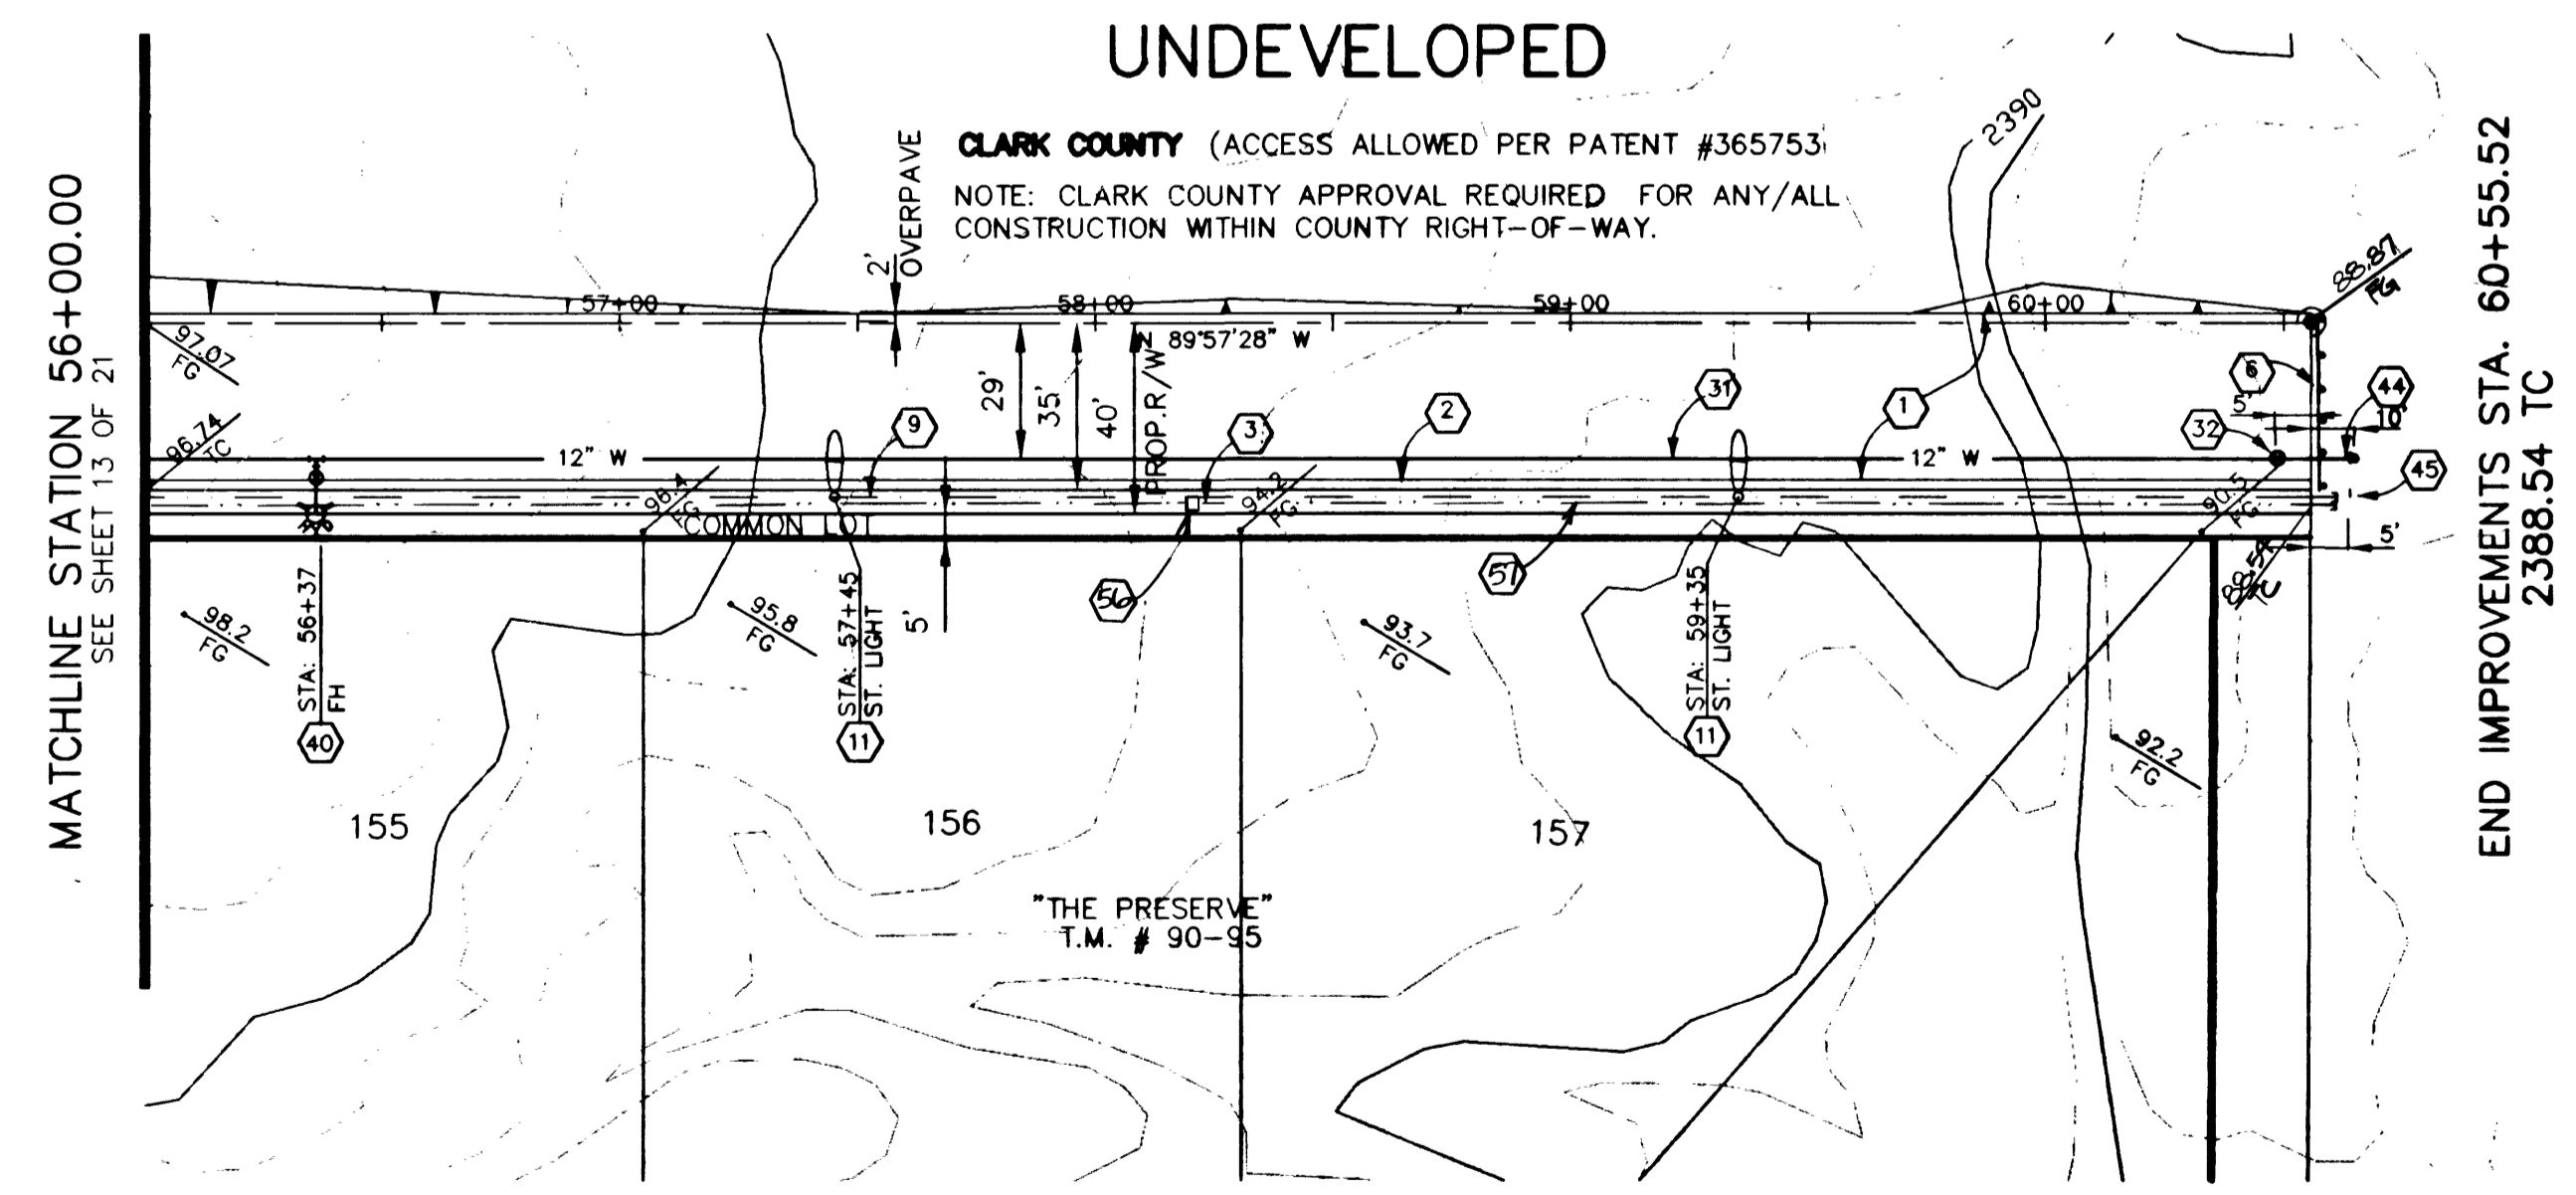 UNDEVELOPED
CLARK COUNTY (ACCESS ALLOWED PER PATENT #365753
NOTE: CLARK COUNTY APPROVAL REQUIRED FOR ANY/ALL
CONSTRUCTION WITHIN COUNTY RIGHT-OF-WAY.
MATCHLINE STATION 56+00.00
SEE SHEET 13 OF 21
END IMPROVEMENTS STA. 60+55.52
2388.54 TC
2'
OVERPAVE
2390
88.87
FG
57+00
58+00
59+00
60+00
N 89°57'28" W
97.07
FG
96.74
TC
29'
35'
40'
PROP.R/W
9
3
2
31
1
6
44
5'
10'
32
45
12" W
12" W
96.4
FG
94.2
FG
90.5
FG
COMMON LOT
5'
56
57
5'
TC
98.2
FG
STA: 56+37
FH
40
95.8
FG
STA: 57+45
ST. LIGHT
11
93.7
FG
STA: 59+35
ST. LIGHT
11
92.2
FG
155
156
157
"THE PRESERVE"
T.M. # 90-95